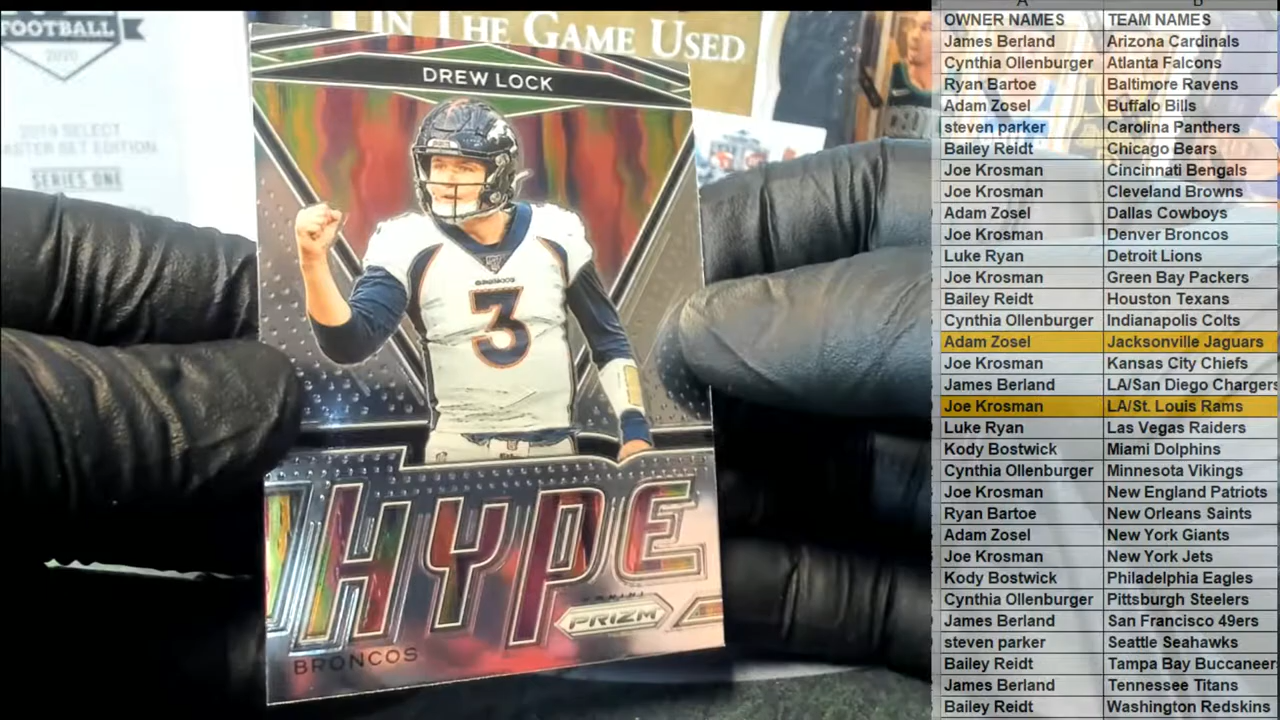 FOOTBALL
2020
2019 SELECT
SERIES ONE
IN THE GAME USED
DREW LOCK
BRONCOS
3
HYPE
PANINI
PRIZM
BRONCOS
A B
OWNER NAMES TEAM NAMES
James Berland Arizona Cardinals
Cynthia Ollenburger Atlanta Falcons
Ryan Bartoe Baltimore Ravens
Adam Zosel Buffalo Bills
steven parker Carolina Panthers
Bailey Reidt Chicago Bears
Joe Krosman Cincinnati Bengals
Joe Krosman Cleveland Browns
Adam Zosel Dallas Cowboys
Joe Krosman Denver Broncos
Luke Ryan Detroit Lions
Joe Krosman Green Bay Packers
Bailey Reidt Houston Texans
Cynthia Ollenburger Indianapolis Colts
Adam Zosel Jacksonville Jaguars
Joe Krosman Kansas City Chiefs
James Berland LA/San Diego Chargers
Joe Krosman LA/St. Louis Rams
Luke Ryan Las Vegas Raiders
Kody Bostwick Miami Dolphins
Cynthia Ollenburger Minnesota Vikings
Joe Krosman New England Patriots
Ryan Bartoe New Orleans Saints
Adam Zosel New York Giants
Joe Krosman New York Jets
Kody Bostwick Philadelphia Eagles
Cynthia Ollenburger Pittsburgh Steelers
James Berland San Francisco 49ers
steven parker Seattle Seahawks
Bailey Reidt Tampa Bay Buccaneer
James Berland Tennessee Titans
Bailey Reidt Washington Redskins